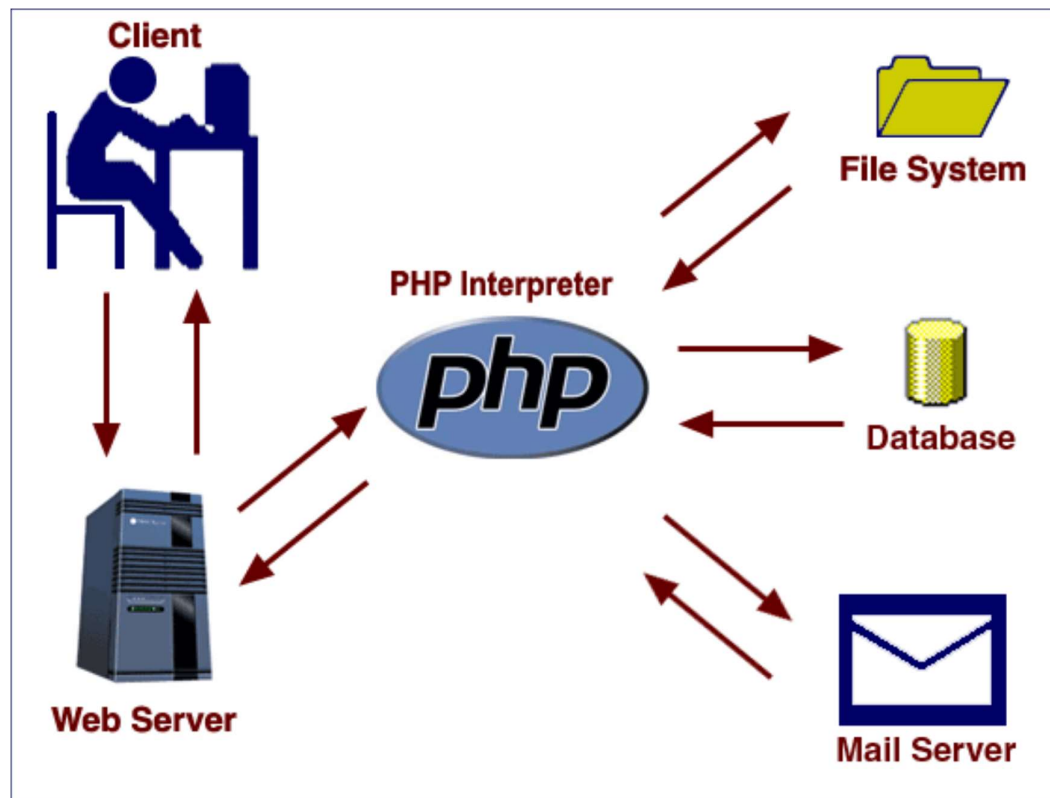 Client
File System
PHP Interpreter
php
Database
Web Server
Mail Server